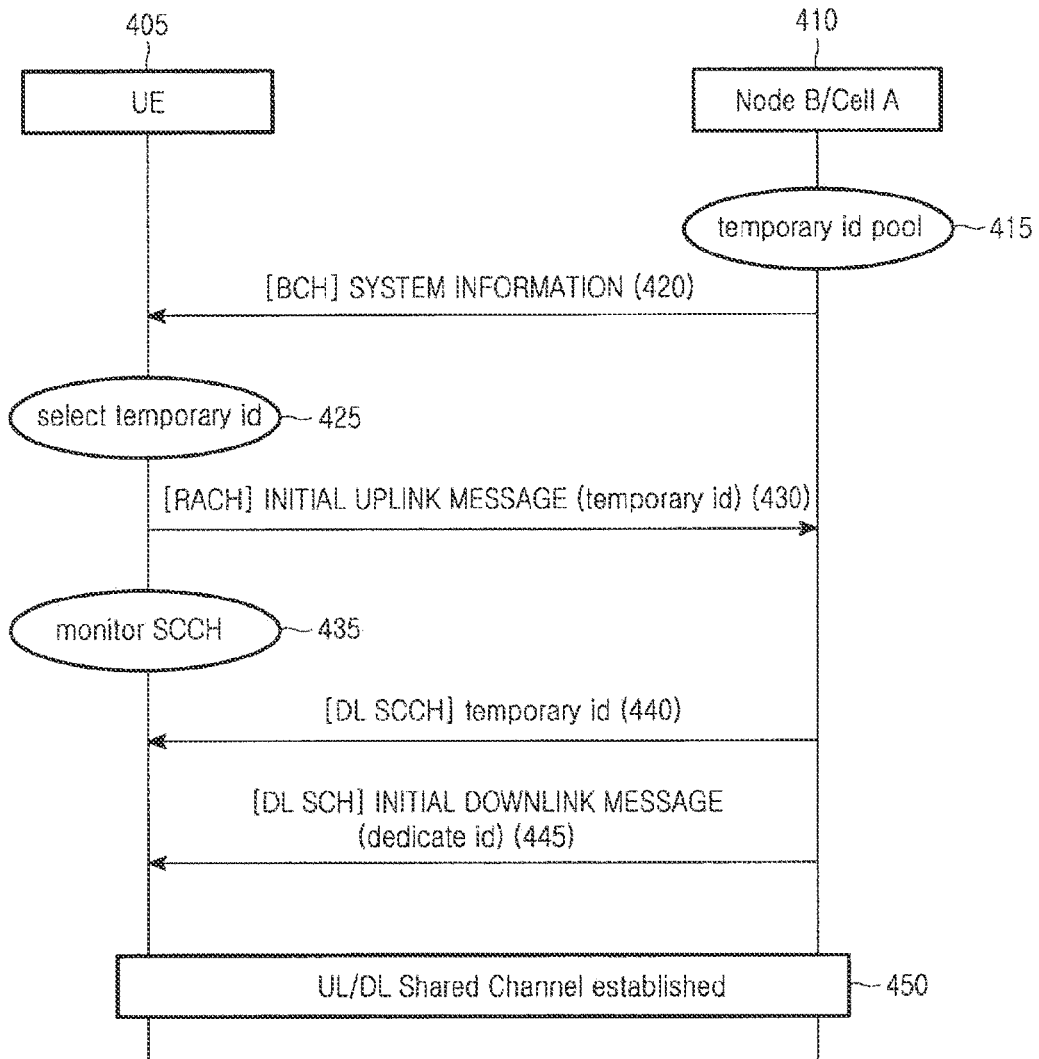 405
410
UE
Node B/Cell A
temporary id pool
415
[BCH] SYSTEM INFORMATION (420)
select temporary id
425
[RACH] INITIAL UPLINK MESSAGE (temporary id) (430)
monitor SCCH
435
[DL SCCH] temporary id (440)
[DL SCH] INITIAL DOWNLINK MESSAGE
(dedicate id) (445)
UL/DL Shared Channel established
450